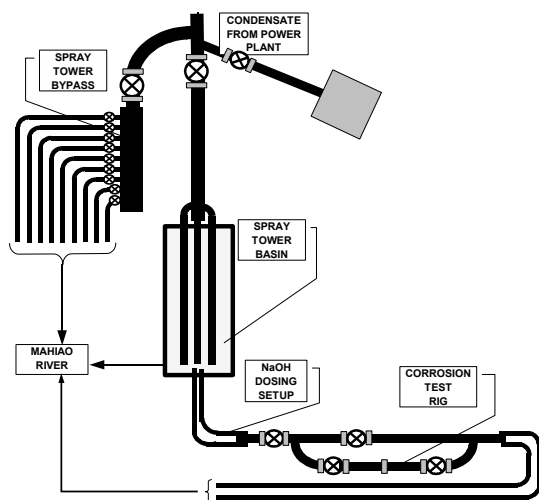 CONDENSATE
FROM POWER
PLANT
SPRAY
TOWER
BYPASS
SPRAY
TOWER
BASIN
MAHIAO
RIVER
NaOH
DOSING
SETUP
CORROSION
TEST
RIG